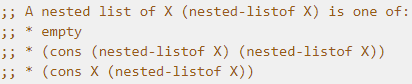 ;; A nested list of X (nested-listof X) is one of:
;; * empty
;; * (cons (nested-listof X) (nested-listof X))
;; * (cons X (nested-listof X))